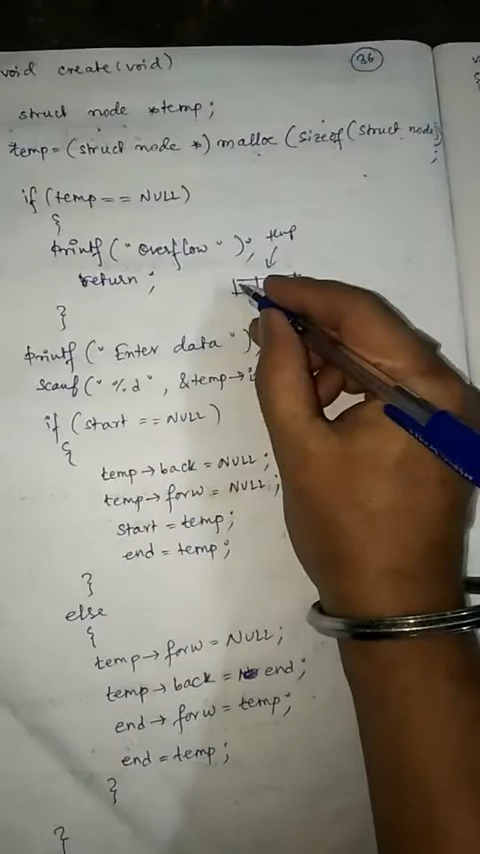 void create(void)
36
struct node *temp;
temp=(struct node *) malloc (sizeof(struct node)
;
if (temp == NULL)
{
printf("overflow");
temp
return;
}
printf("Enter data")
scanf("%d", &temp→
if (start == NULL)
{
temp→back = NULL;
temp→forw = NULL;
start = temp;
end = temp;
}
else
{
temp→forw = NULL;
temp→back = end;
end→forw = temp;
end = temp;
}
}